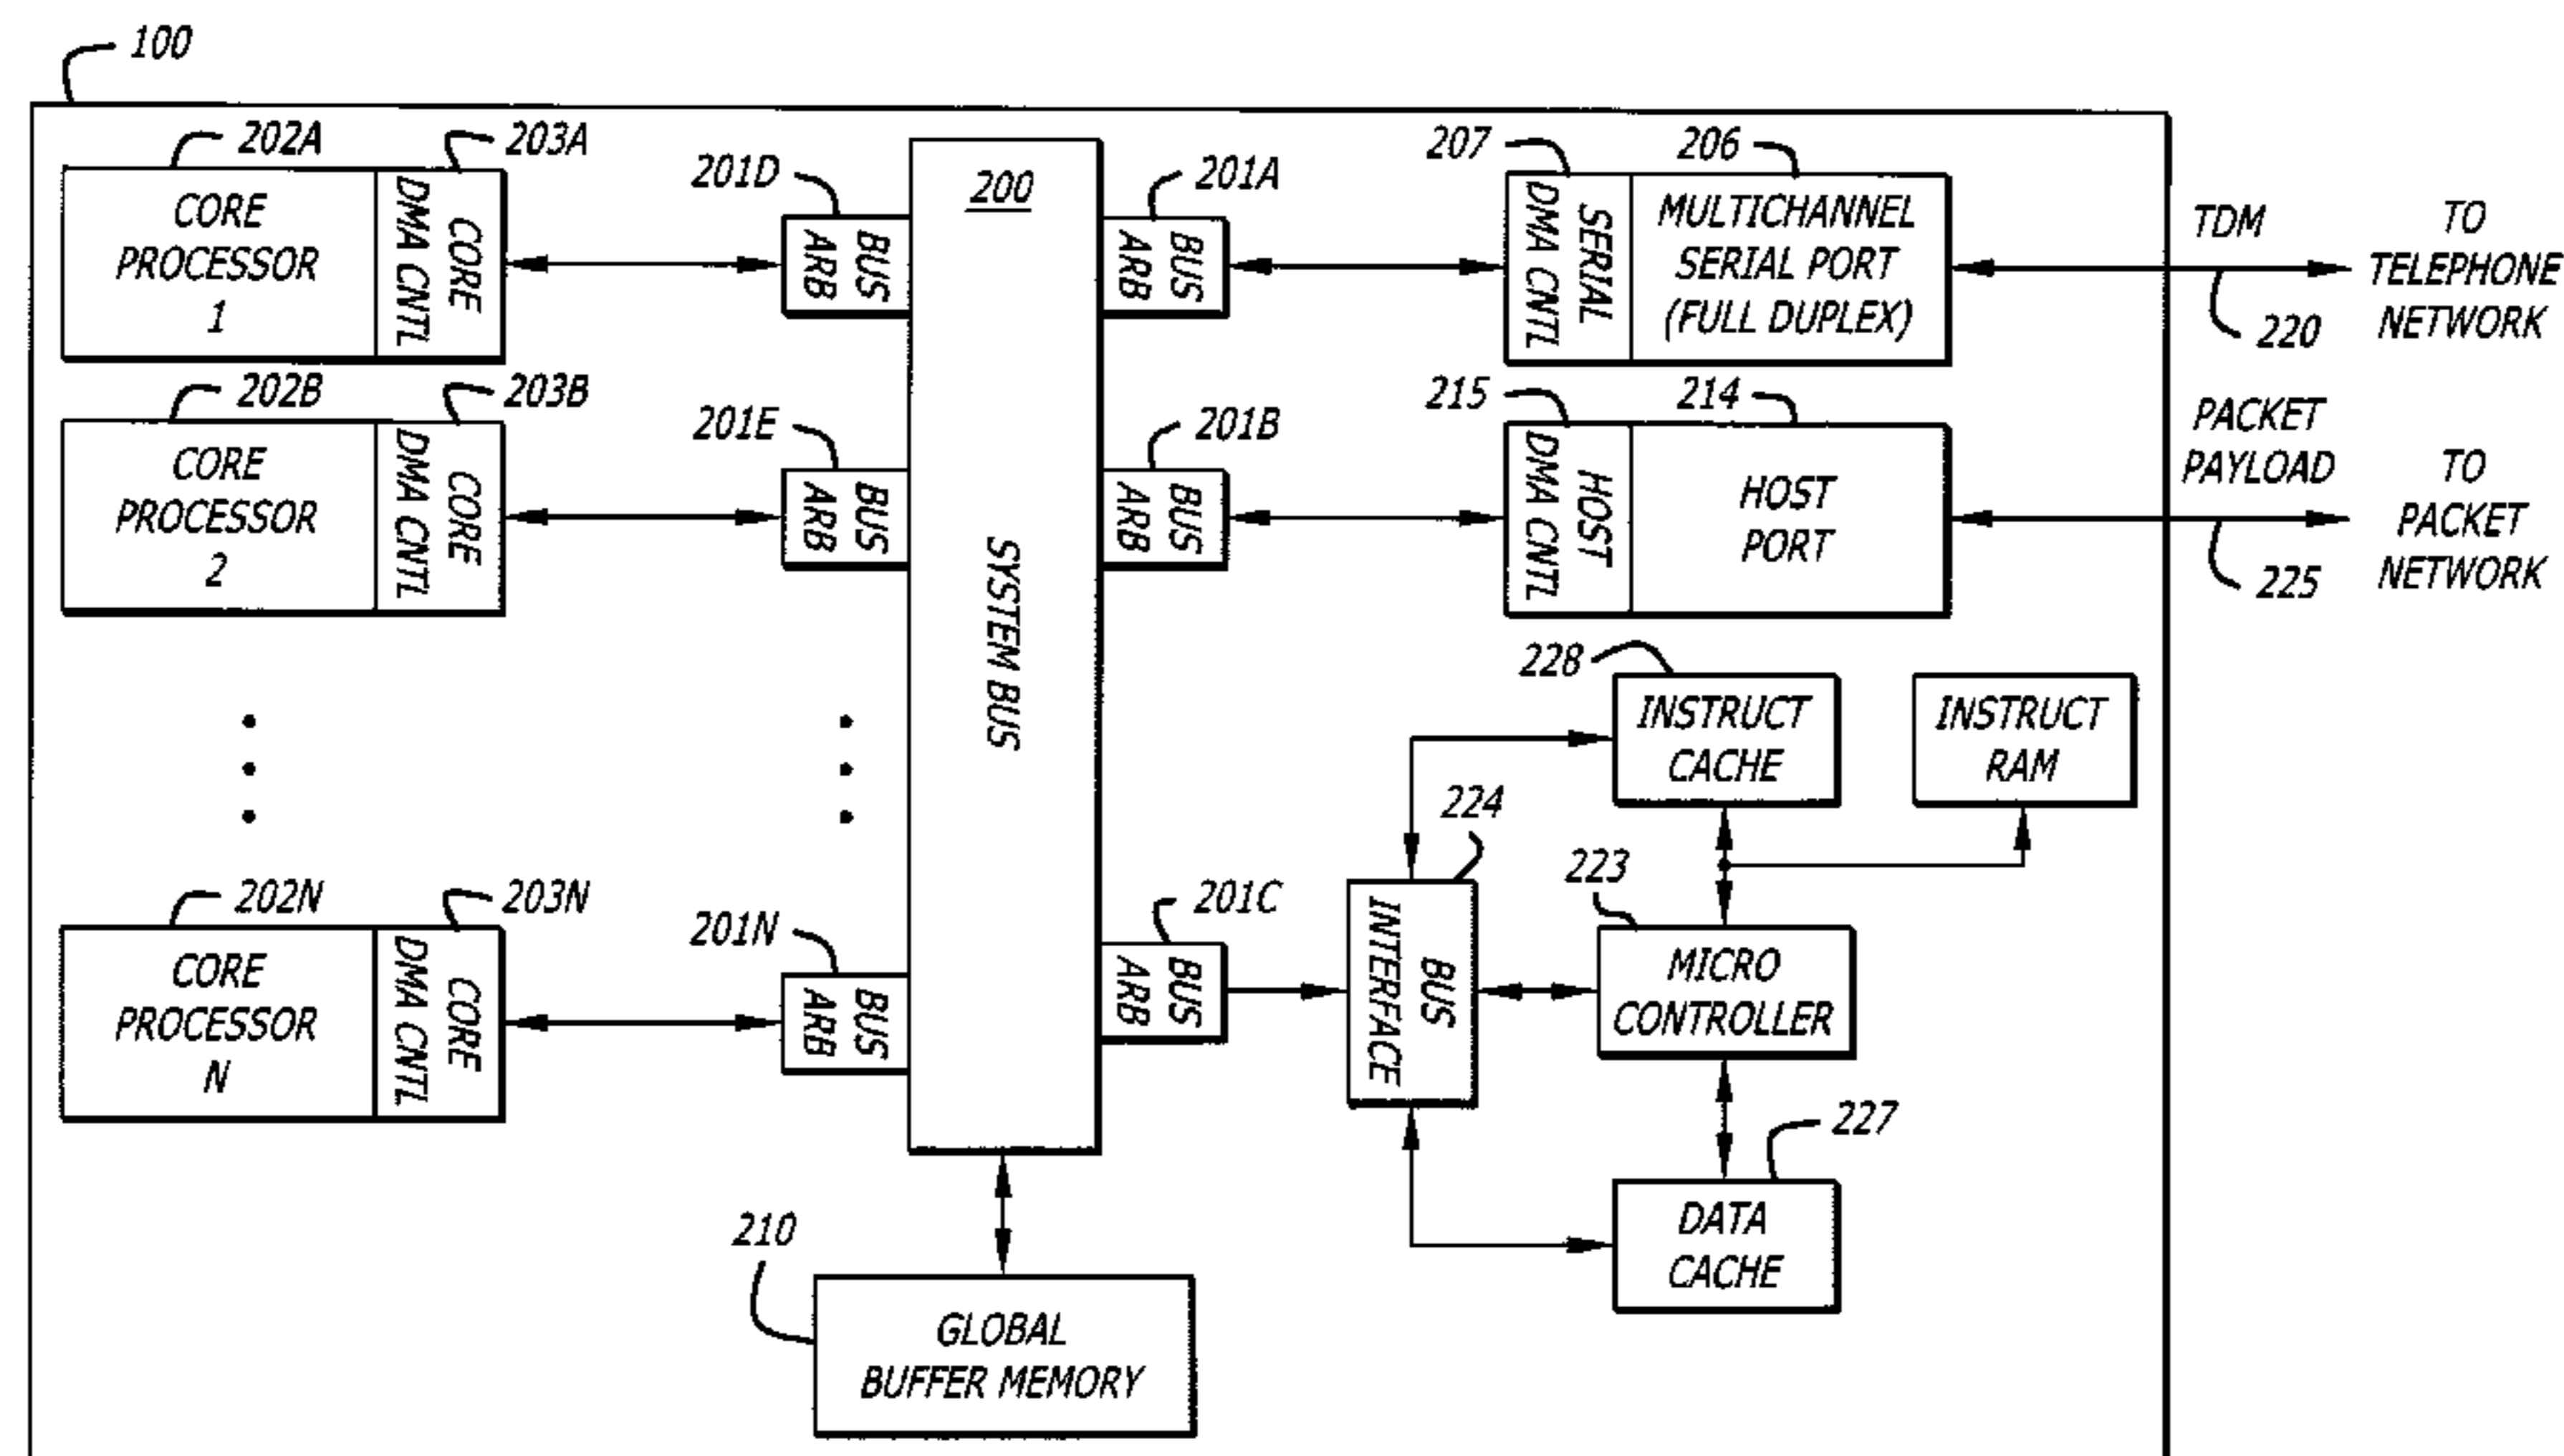 100
202A
203A
CORE
PROCESSOR
1
CORE
DMA CNTL
201D
BUS
ARB
200
SYSTEM BUS
201A
BUS
ARB
207
206
SERIAL
DMA CNTL
MULTICHANNEL
SERIAL PORT
(FULL DUPLEX)
TDM
220
TO
TELEPHONE
NETWORK
202B
203B
CORE
PROCESSOR
2
CORE
DMA CNTL
201E
BUS
ARB
201B
BUS
ARB
215
214
HOST
DMA CNTL
HOST
PORT
PACKET
PAYLOAD
225
TO
PACKET
NETWORK
228
INSTRUCT
CACHE
INSTRUCT
RAM
224
BUS
INTERFACE
223
MICRO
CONTROLLER
202N
203N
CORE
PROCESSOR
N
CORE
DMA CNTL
201N
BUS
ARB
201C
BUS
ARB
227
DATA
CACHE
210
GLOBAL
BUFFER MEMORY